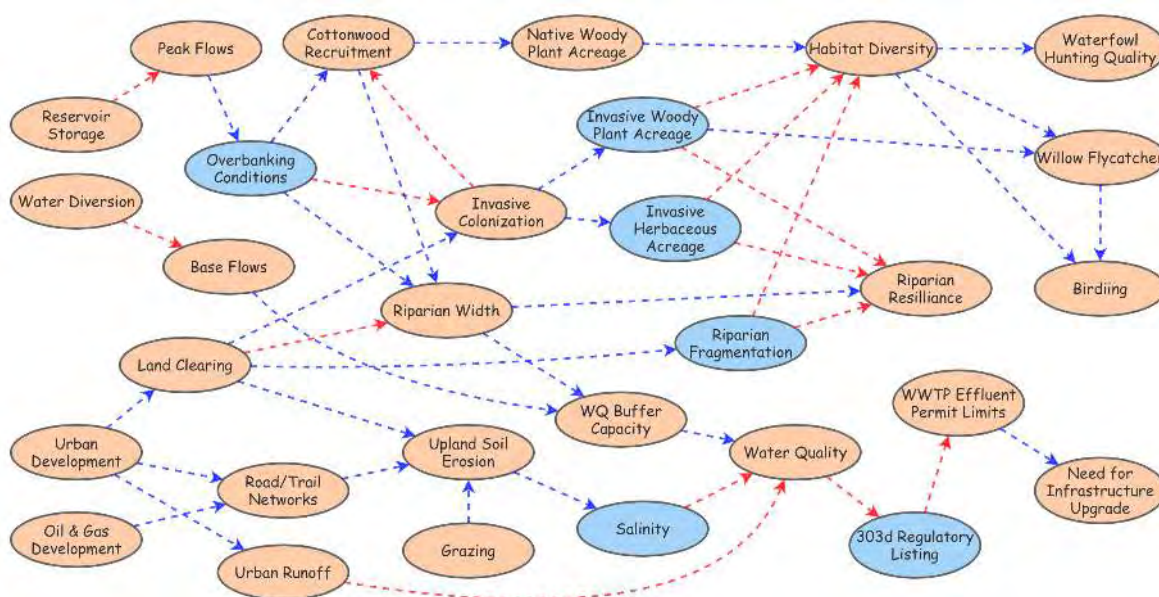 Peak Flows
Cottonwood
Recruitment
Native Woody
Plant Acreage
Habitat Diversity
Waterfowl
Hunting Quality
Reservoir
Storage
Invasive Woody
Plant Acreage
Overbanking
Conditions
Willow Flycatcher
Water Diversion
Invasive
Colonization
Invasive
Herbaceous
Acreage
Base Flows
Riparian
Resilliance
Birdiing
Riparian Width
Riparian
Fragmentation
Land Clearing
WQ Buffer
Capacity
WWTP Effluent
Permit Limits
Urban
Development
Upland Soil
Erosion
Water Quality
Road/Trail
Networks
Need for
Infrastructure
Upgrade
Oil & Gas
Development
Salinity
303d Regulatory
Listing
Grazing
Urban Runoff